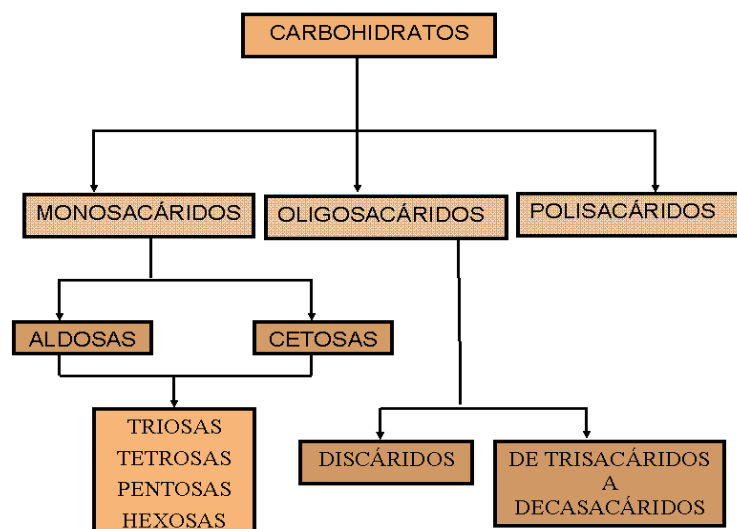 CARBOHIDRATOS
MONOSACÁRIDOS
OLIGOSACÁRIDOS
POLISACÁRIDOS
ALDOSAS
CETOSAS
TRIOSAS
TETROSAS
PENTOSAS
HEXOSAS
DISCÁRIDOS
DE TRISACÁRIDOS
A
DECASACÁRIDOS